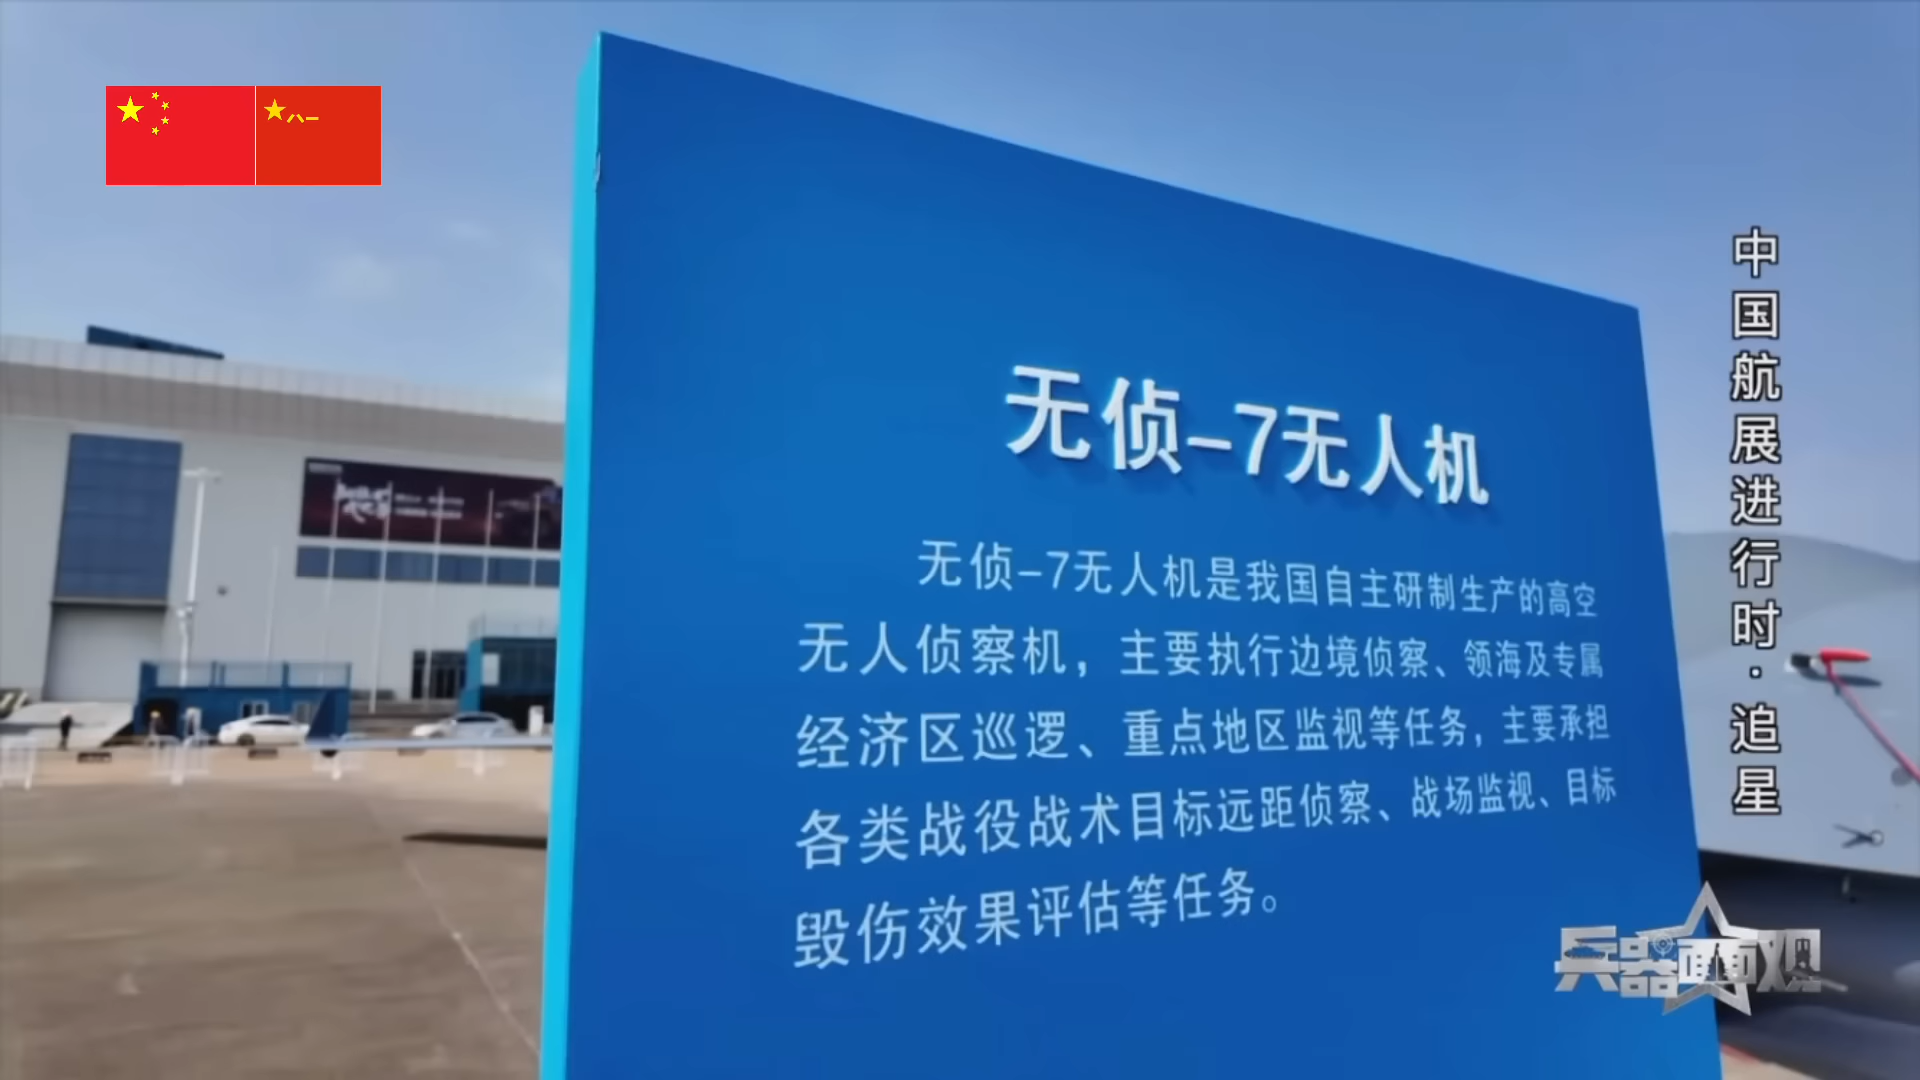 八一
无侦-7无人机
无侦-7无人机是我国自主研制生产的高空
无人侦察机，主要执行边境侦察、领海及专属
经济区巡逻、重点地区监视等任务，主要承担
各类战役战术目标远距侦察、战场监视、目标
毁伤效果评估等任务。
中国航展进行时·追星
兵器面面观